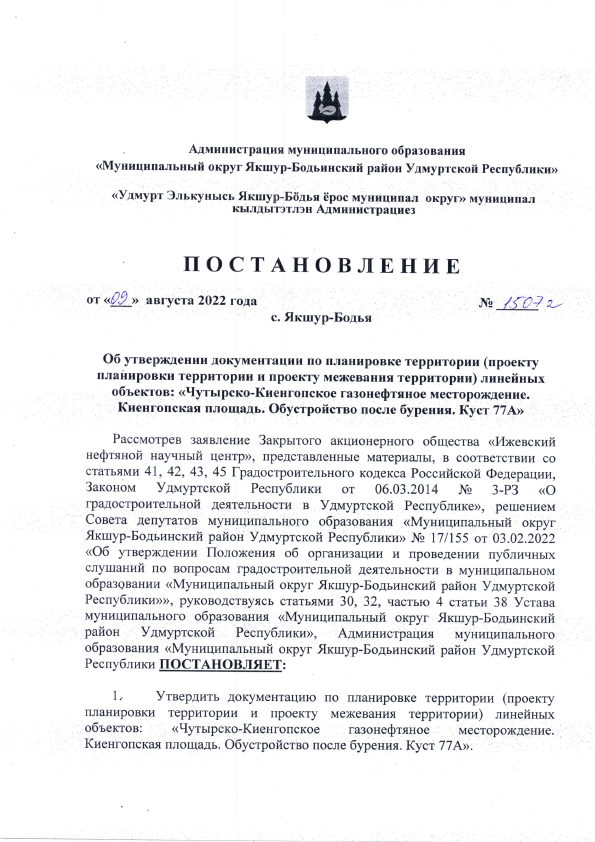 Администрация муниципального образования
«Муниципальный округ Якшур-Бодьинский район Удмуртской Республики»
«Удмурт Элькунысь Якшур-Бӧдья ёрос муниципал округ» муниципал
кылдытэтлэн Администрациез
П О С Т А Н О В Л Е Н И Е
от «09» августа 2022 года № 1507
с. Якшур-Бодья
Об утверждении документации по планировке территории (проекту
планировки территории и проекту межевания территории) линейных
объектов: «Чутырско-Киенгопское газонефтяное месторождение.
Киенгопская площадь. Обустройство после бурения. Куст 77А»
Рассмотрев заявление Закрытого акционерного общества «Ижевский
нефтяной научный центр», представленные материалы, в соответствии со
статьями 41, 42, 43, 45 Градостроительного кодекса Российской Федерации,
Законом Удмуртской Республики от 06.03.2014 № 3-РЗ «О
градостроительной деятельности в Удмуртской Республике», решением
Совета депутатов муниципального образования «Муниципальный округ
Якшур-Бодьинский район Удмуртской Республики» № 17/155 от 03.02.2022
«Об утверждении Положения об организации и проведении публичных
слушаний по вопросам градостроительной деятельности в муниципальном
образовании «Муниципальный округ Якшур-Бодьинский район Удмуртской
Республики»», руководствуясь статьями 30, 32, частью 4 статьи 38 Устава
муниципального образования «Муниципальный округ Якшур-Бодьинский
район Удмуртской Республики», Администрация муниципального
образования «Муниципальный округ Якшур-Бодьинский район Удмуртской
Республики ПОСТАНОВЛЯЕТ:
1. Утвердить документацию по планировке территории (проекту
планировки территории и проекту межевания территории) линейных
объектов: «Чутырско-Киенгопское газонефтяное месторождение.
Киенгопская площадь. Обустройство после бурения. Куст 77А».